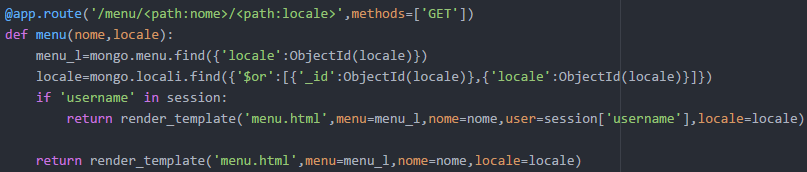 @app.route('/menu/<path:nome>/<path:locale>',methods=['GET'])
def menu(nome,locale):
menu_l=mongo.menu.find({'locale':ObjectId(locale)})
locale=mongo.locali.find({'$or':[{'_id':ObjectId(locale)},{'locale':ObjectId(locale)}]})
if 'username' in session:
return render_template('menu.html',menu=menu_l,nome=nome,user=session['username'],locale=locale)
return render_template('menu.html',menu=menu_l,nome=nome,locale=locale)